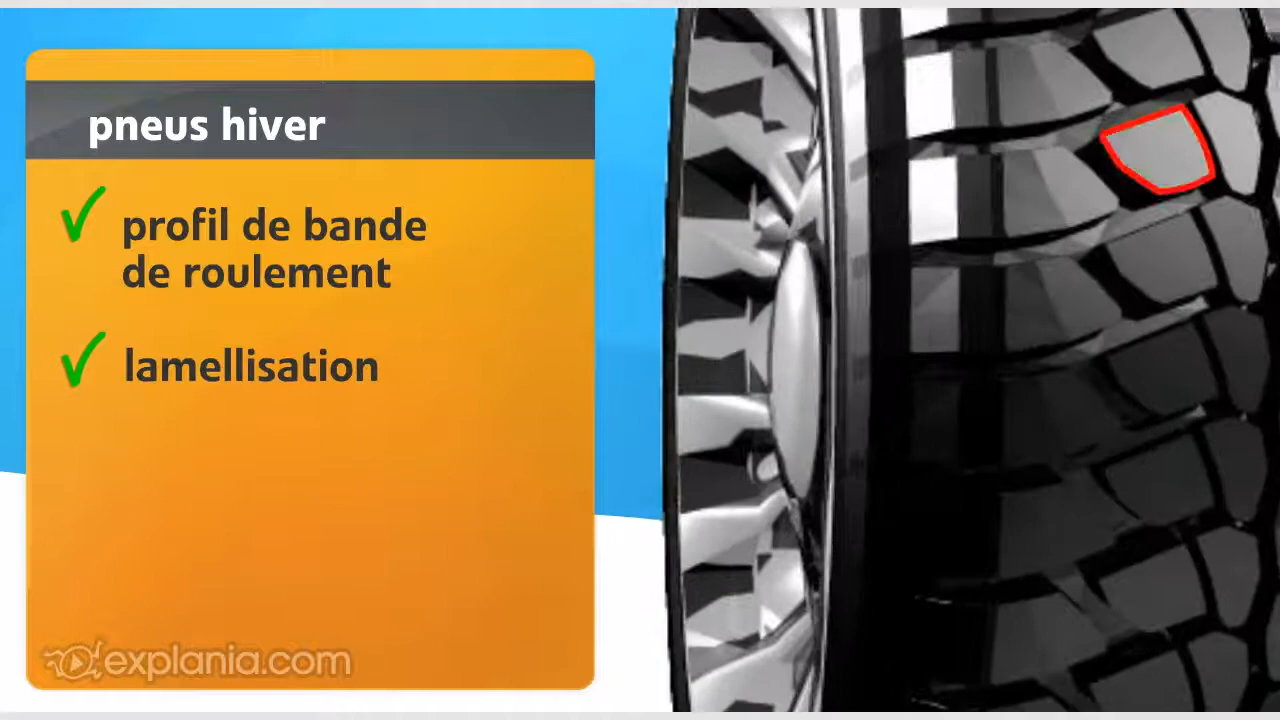 pneus hiver
profil de bande
de roulement
lamellisation
explania.com